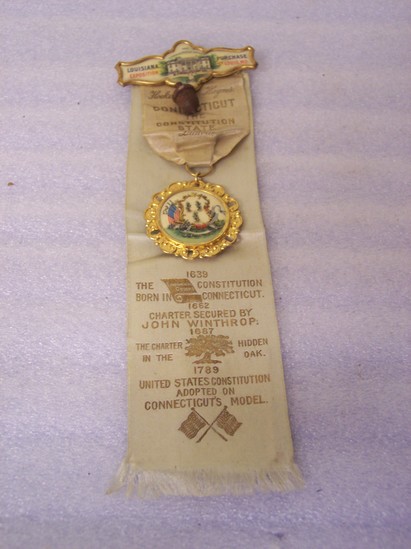 LOUISIANA PURCHASE
EXPOSITION
CONNECTICUT
CONSTITUTION
STATE
1639
THE CONSTITUTION
BORN IN CONNECTICUT.
1662
CHARTER SECURED BY
JOHN WINTHROP.
1687
THE CHARTER HIDDEN
IN THE OAK.
1789
UNITED STATES CONSTITUTION
ADOPTED ON
CONNECTICUT'S MODEL.